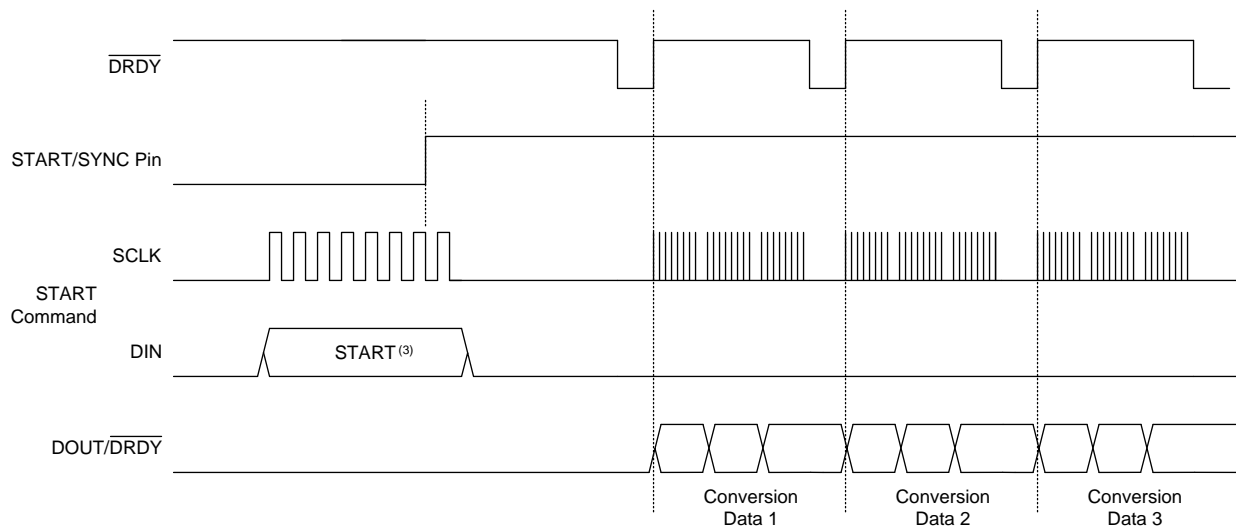 DRDY
START/SYNC Pin
SCLK
START
Command
DIN
START (3)
DOUT/DRDY
Conversion
Data 1
Conversion
Data 2
Conversion
Data 3